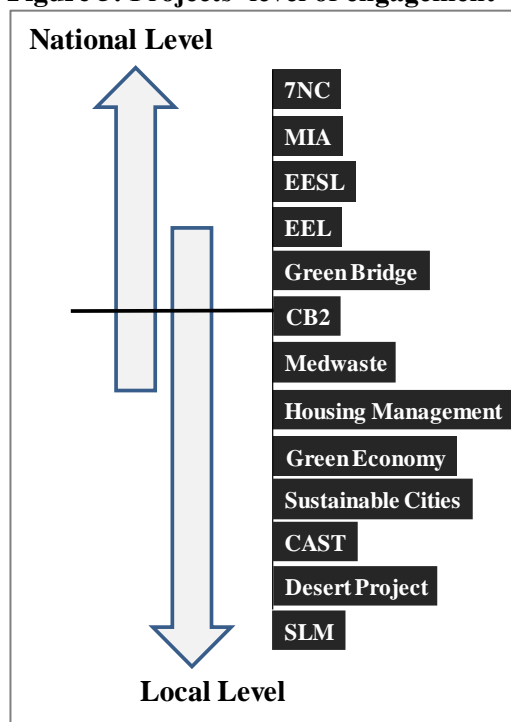 Figure 3: Projects' level of engagement
National Level
7NC
MIA
EESL
EEL
Green Bridge
CB2
Medwaste
Housing Management
Green Economy
Sustainable Cities
CAST
Desert Project
SLM
Local Level